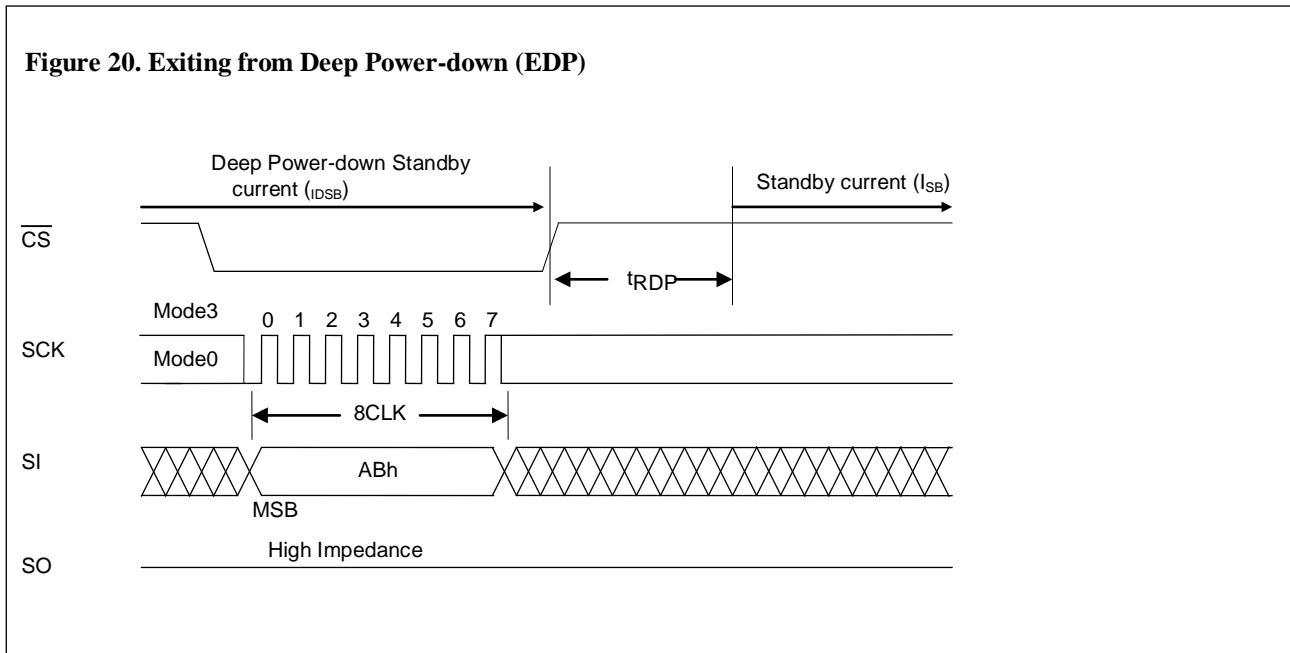 Figure 20. Exiting from Deep Power-down (EDP)
Deep Power-down Standby
current (IDSB)
Standby current (ISB)
CS
tRDP
Mode3
0 1 2 3 4 5 6 7
SCK
Mode0
8CLK
SI
ABh
MSB
High Impedance
SO